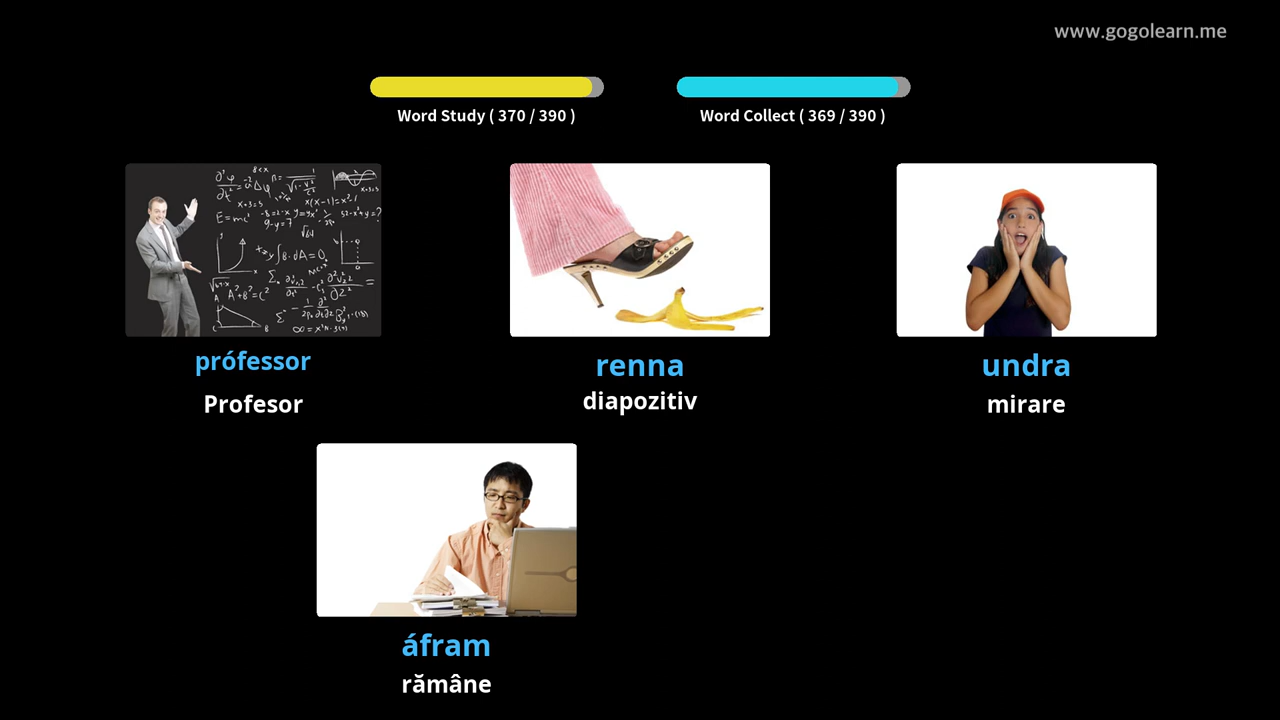 www.gogolearn.me
Word Study ( 370 / 390 )
Word Collect ( 369 / 390 )
prófessor
Profesor
renna
diapozitiv
undra
mirare
áfram
rămâne